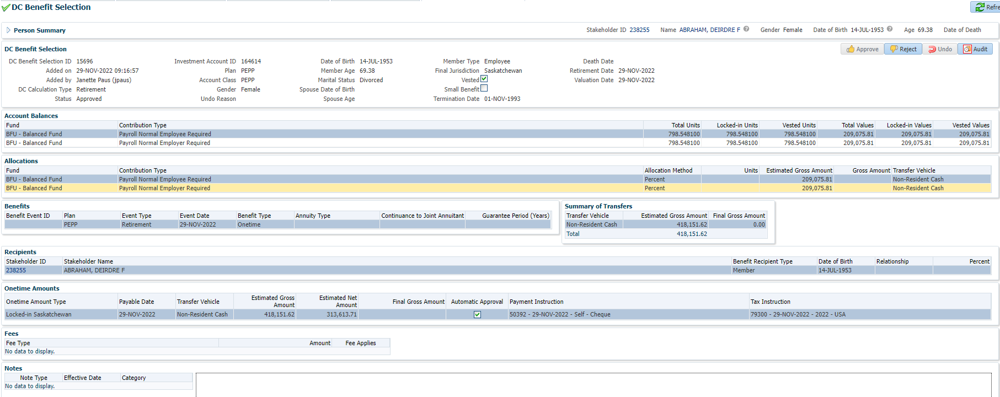 DC Benefit Selection
Refre
Person Summary Stakeholder ID 238255 Name ABRAHAM, DEIRDRE F Gender Female Date of Birth 14-JUL-1953 Age 69.38 Date of Death
DC Benefit Selection Approve Reject Undo Audit
DC Benefit Selection ID 15696 Investment Account ID 164614 Date of Birth 14-JUL-1953 Member Type Employee Death Date
Added on 29-NOV-2022 09:16:57 Plan PEPP Member Age 69.38 Final Jurisdiction Saskatchewan Retirement Date 29-NOV-2022
Added by Janette Paus (jpaus) Account Class PEPP Marital Status Divorced Vested Valuation Date 29-NOV-2022
DC Calculation Type Retirement Gender Female Spouse Date of Birth Small Benefit
Status Approved Undo Reason Spouse Age Termination Date 01-NOV-1993
Account Balances
Fund Contribution Type Total Units Locked-in Units Vested Units Total Values Locked-in Values Vested Values
BFU - Balanced Fund Payroll Normal Employee Required 798.548100 798.548100 798.548100 209,075.81 209,075.81 209,075.81
BFU - Balanced Fund Payroll Normal Employer Required 798.548100 798.548100 798.548100 209,075.81 209,075.81 209,075.81
Allocations
Fund Contribution Type Allocation Method Units Estimated Gross Amount Gross Amount Transfer Vehicle
BFU - Balanced Fund Payroll Normal Employee Required Percent 209,075.81 Non-Resident Cash
BFU - Balanced Fund Payroll Normal Employer Required Percent 209,075.81 Non-Resident Cash
Benefits
Benefit Event ID Plan Event Type Event Date Benefit Type Annuity Type Continuance to Joint Annuitant Guarantee Period (Years)
PEPP Retirement 29-NOV-2022 Onetime
Summary of Transfers
Transfer Vehicle Estimated Gross Amount Final Gross Amount
Non-Resident Cash 418,151.62 0.00
Total 418,151.62
Recipients
Stakeholder ID Stakeholder Name Benefit Recipient Type Date of Birth Relationship Percent
238255 ABRAHAM, DEIRDRE F Member 14-JUL-1953
Onetime Amounts
Onetime Amount Type Payable Date Transfer Vehicle Estimated Gross Amount Estimated Net Amount Final Gross Amount Automatic Approval Payment Instruction Tax Instruction
Locked-in Saskatchewan 29-NOV-2022 Non-Resident Cash 418,151.62 313,613.71 50392 - 29-NOV-2022 - Self - Cheque 79300 - 29-NOV-2022 - 2022 - USA
Fees
Fee Type Amount Fee Applies
No data to display.
Notes
Note Type Effective Date Category
No data to display.